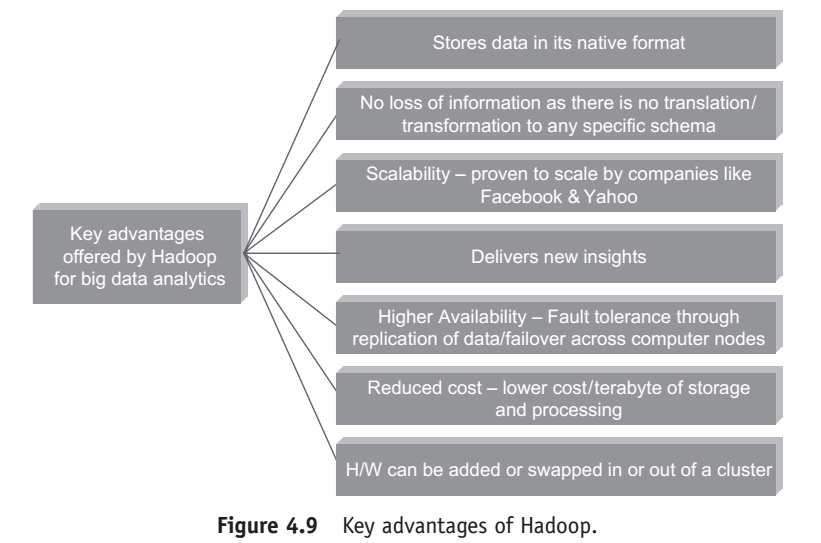 Stores data in its native format
No loss of information as there is no translation/
transformation to any specific schema
Scalability – proven to scale by companies like
Facebook & Yahoo
Key advantages
offered by Hadoop
for big data analytics
Delivers new insights
Higher Availability – Fault tolerance through
replication of data/failover across computer nodes
Reduced cost – lower cost/terabyte of storage
and processing
H/W can be added or swapped in or out of a cluster
Figure 4.9 Key advantages of Hadoop.